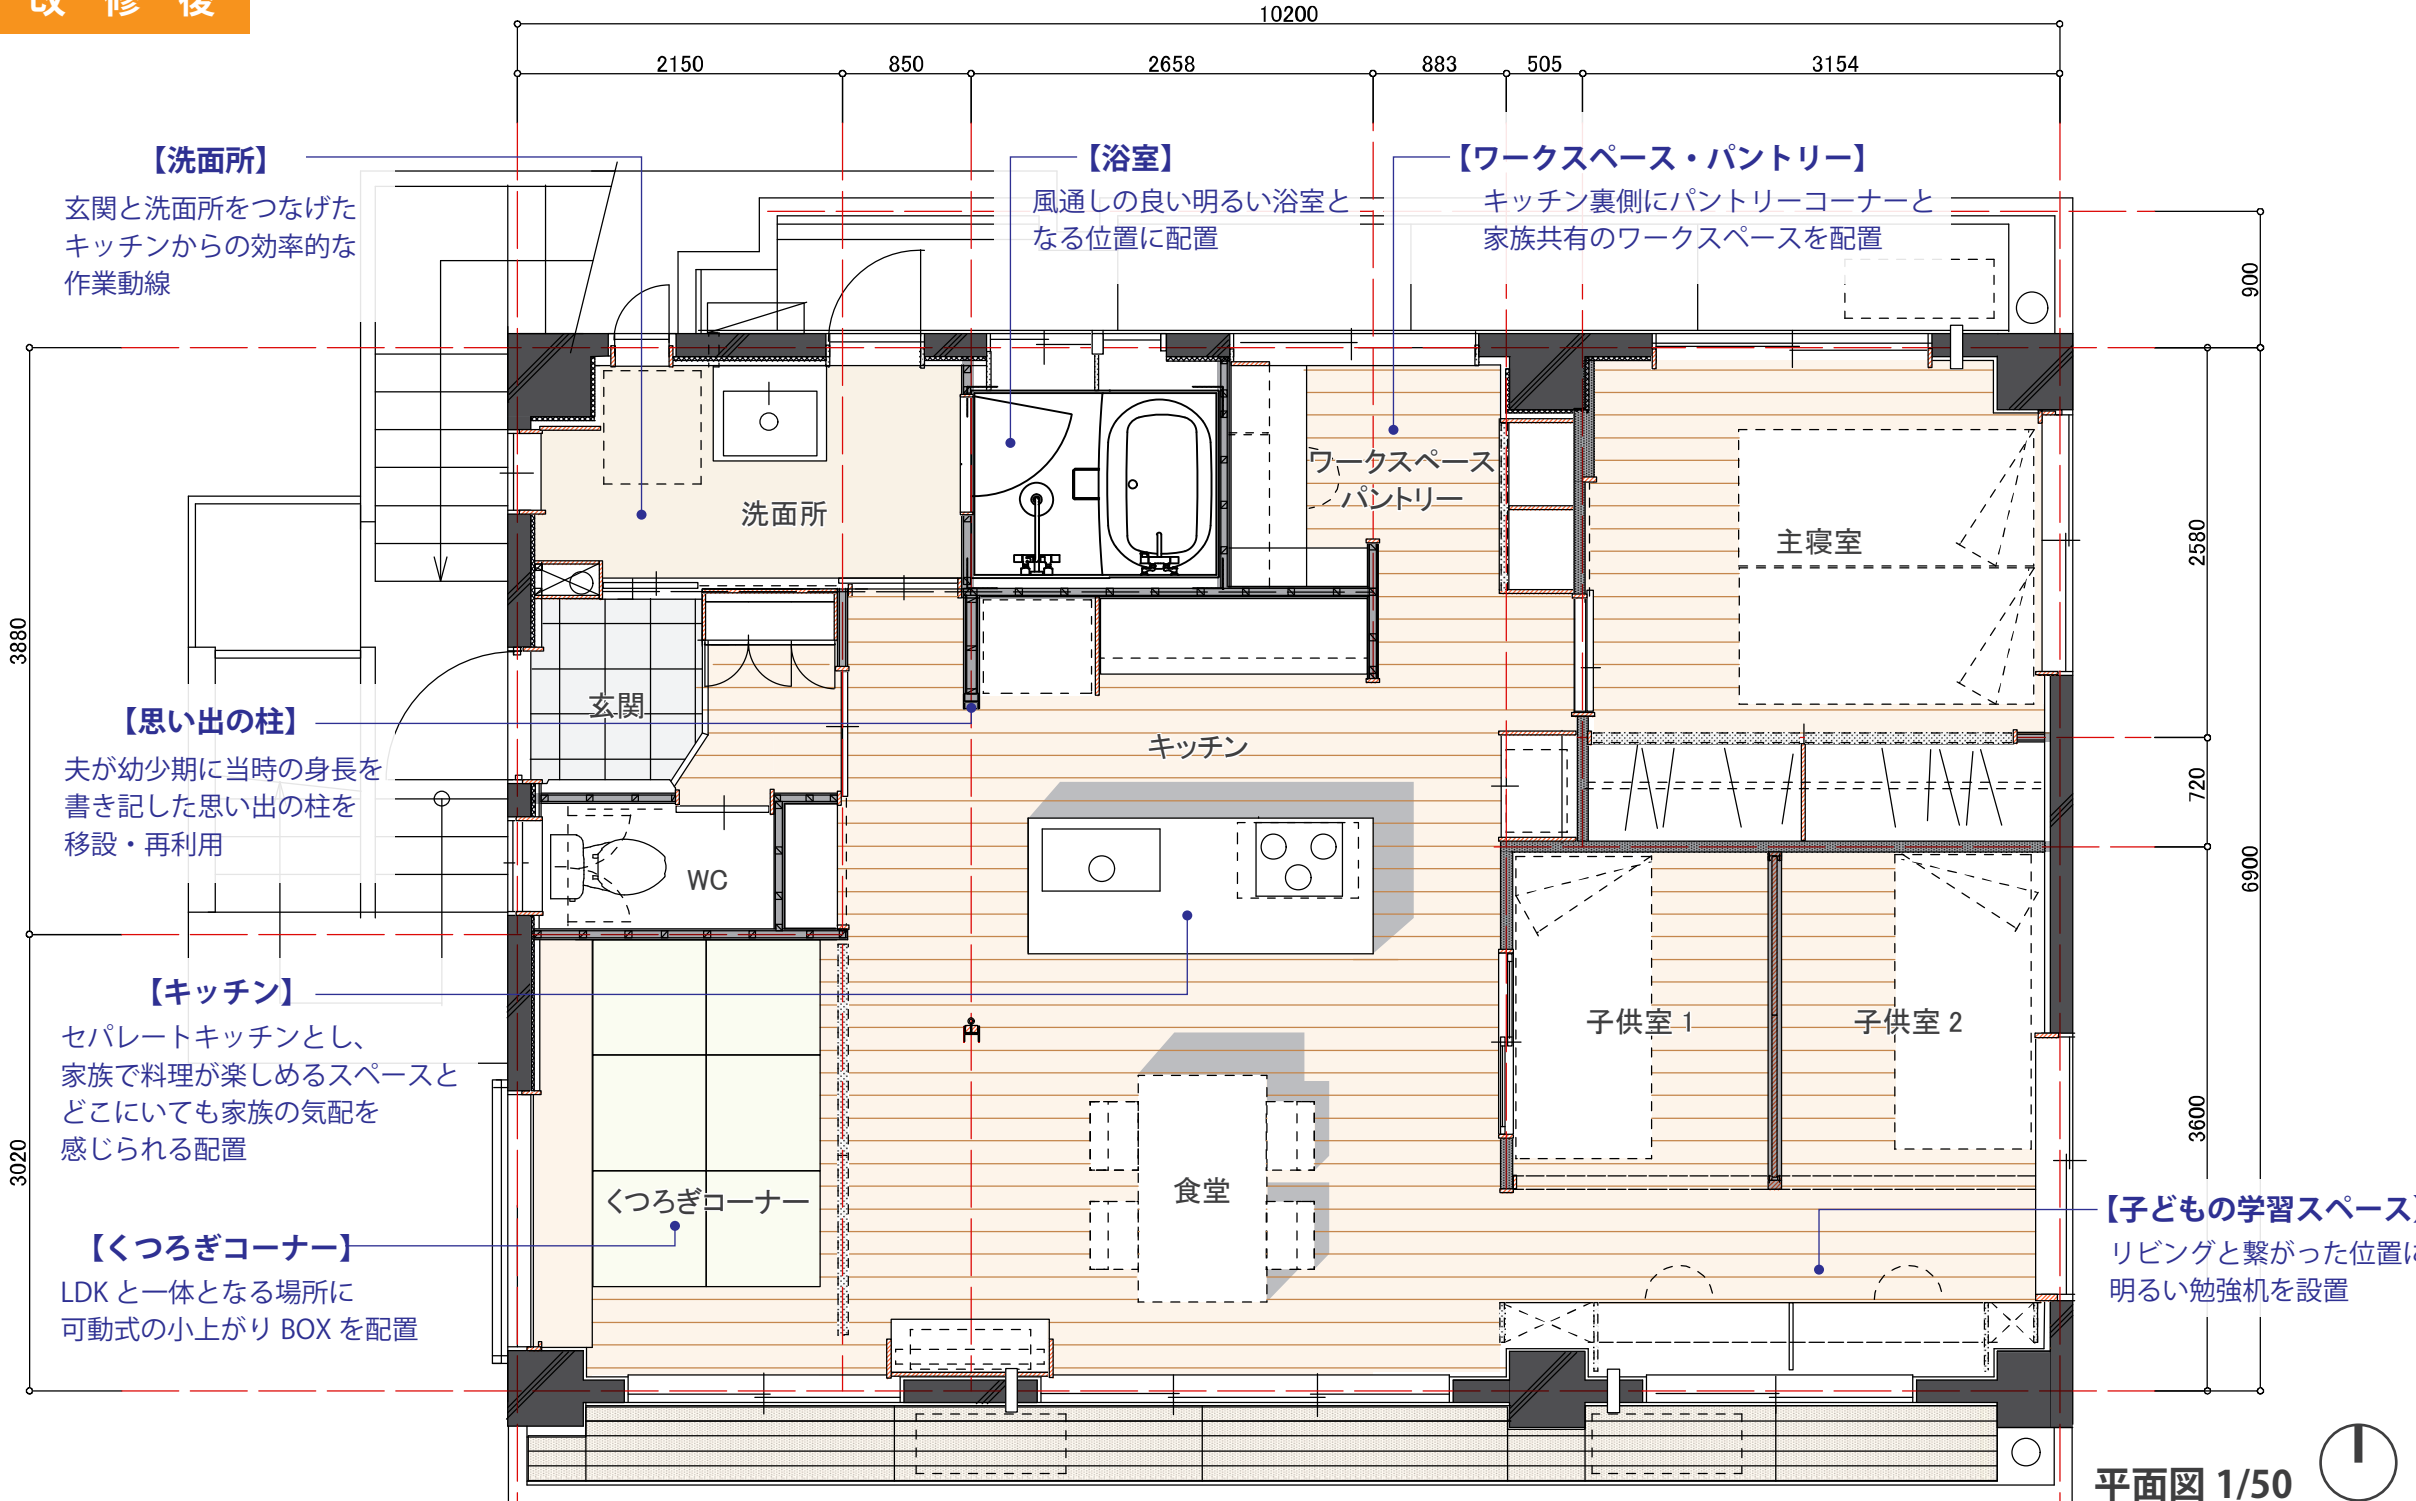 改 修 後
10200
2150
850
2658
883
505
3154
【洗面所】
玄関と洗面所をつなげた
キッチンからの効率的な
作業動線
【浴室】
風通しの良い明るい浴室と
なる位置に配置
【ワークスペース・パントリー】
キッチン裏側にパントリーコーナーと
家族共有のワークスペースを配置
900
2580
720
6900
3600
3880
3020
洗面所
ワークスペース
パントリー
主寝室
玄関
キッチン
WC
子供室 1
子供室 2
食堂
くつろぎコーナー
【思い出の柱】
夫が幼少期に当時の身長を
書き記した思い出の柱を
移設・再利用
【キッチン】
セパレートキッチンとし、
家族で料理が楽しめるスペースと
どこにいても家族の気配を
感じられる配置
【くつろぎコーナー】
LDK と一体となる場所に
可動式の小上がり BOX を配置
【子どもの学習スペース】
リビングと繋がった位置に
明るい勉強机を設置
平面図 1/50